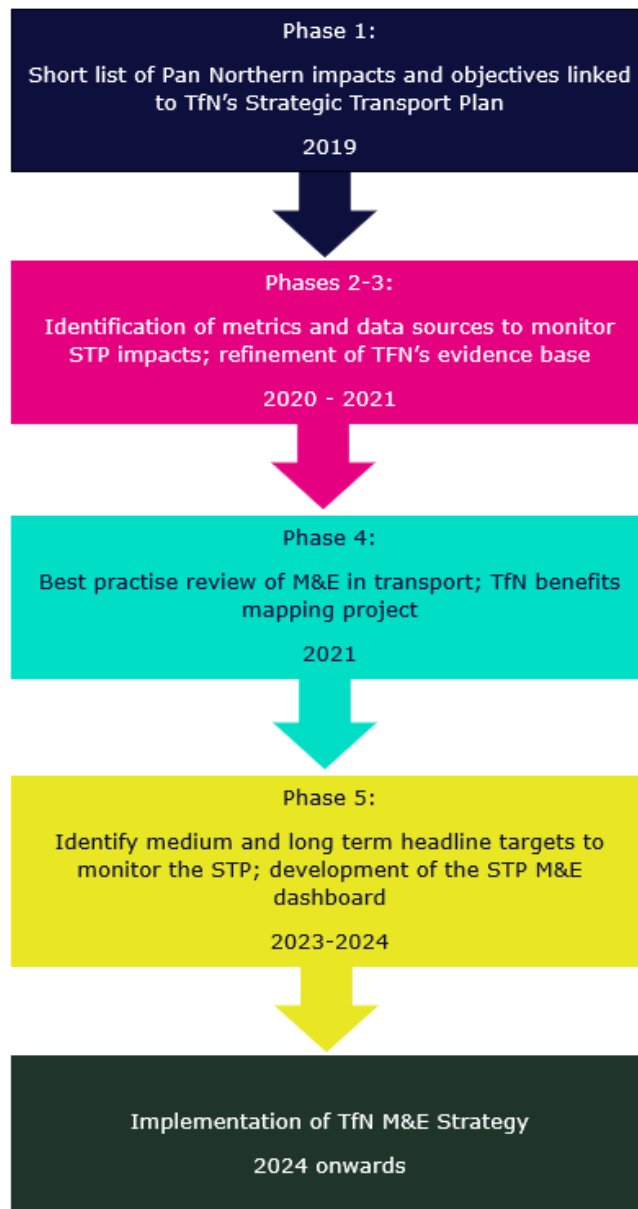 Phase 1:
Short list of Pan Northern impacts and objectives linked
to TfN's Strategic Transport Plan
2019
Phases 2-3:
Identification of metrics and data sources to monitor
STP impacts; refinement of TFN's evidence base
2020 - 2021
Phase 4:
Best practise review of M&E in transport; TfN benefits
mapping project
2021
Phase 5:
Identify medium and long term headline targets to
monitor the STP; development of the STP M&E
dashboard
2023-2024
Implementation of TfN M&E Strategy
2024 onwards